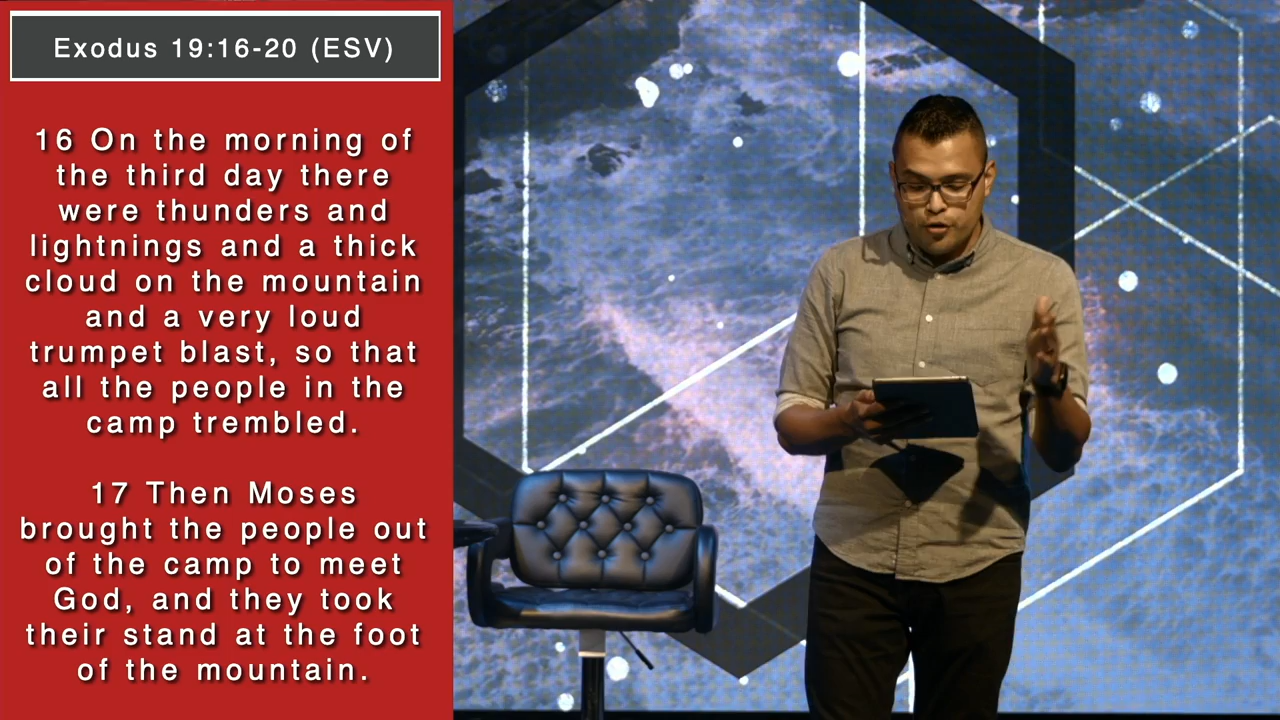 Exodus 19:16-20 (ESV)
16 On the morning of
the third day there
were thunders and
lightnings and a thick
cloud on the mountain
and a very loud
trumpet blast, so that
all the people in the
camp trembled.
17 Then Moses
brought the people out
of the camp to meet
God, and they took
their stand at the foot
of the mountain.